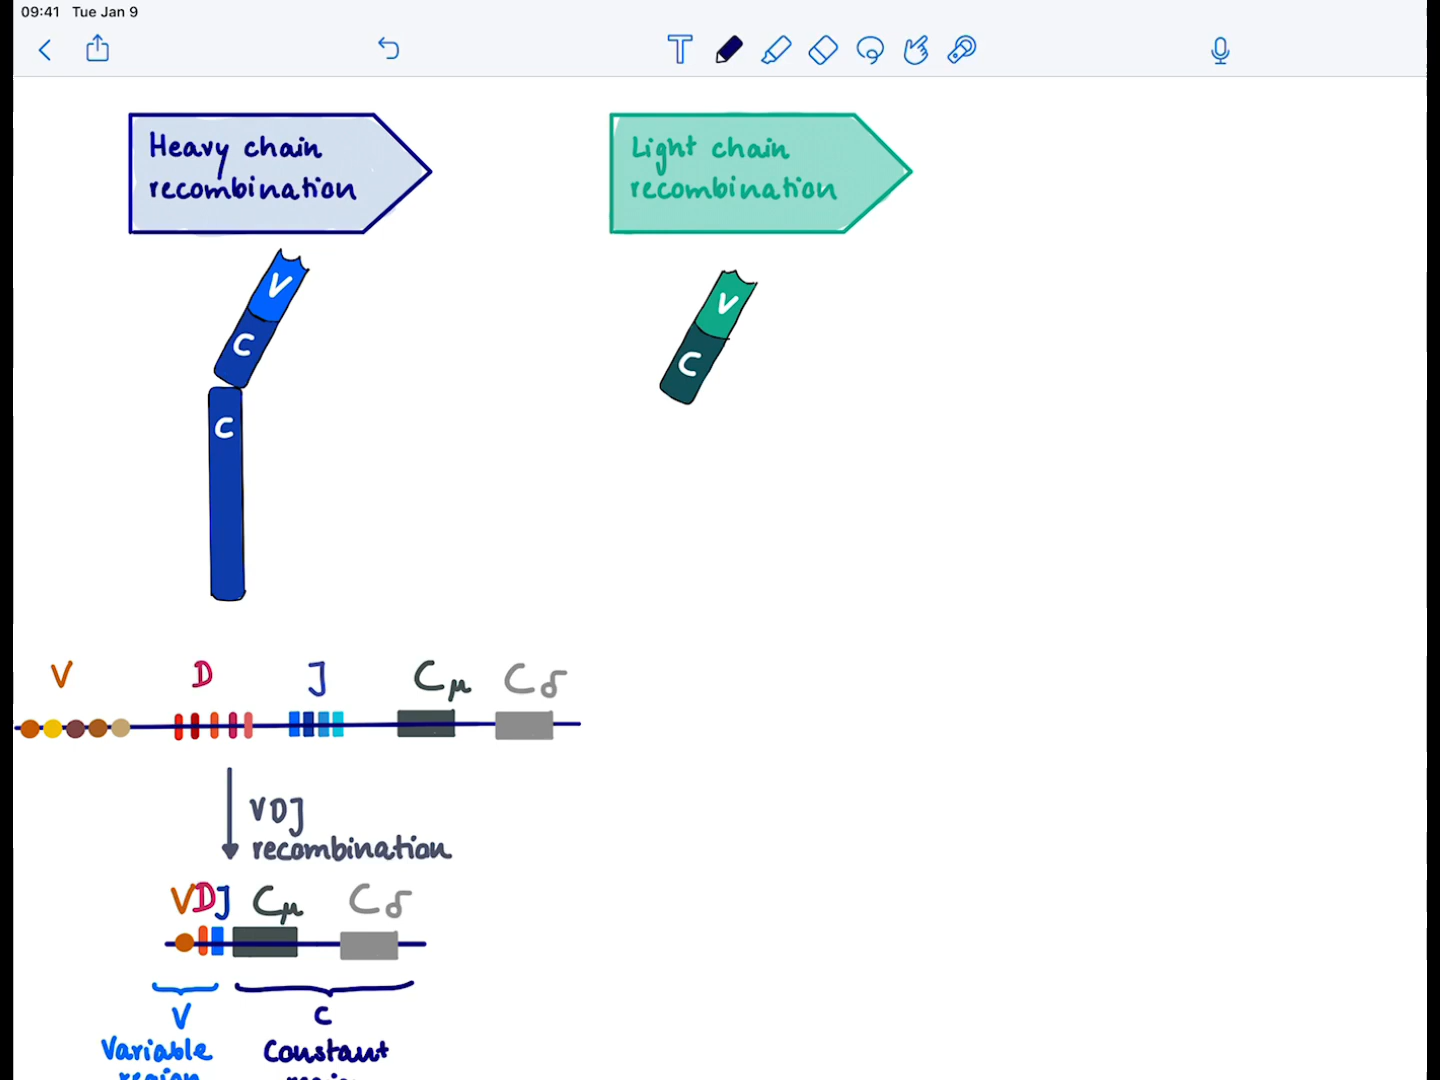 09:41 Tue Jan 9
T
Heavy chain
recombination
Light chain
recombination
V
C
C
V
C
V D J Cμ Cδ
VDJ
recombination
VDJ Cμ Cδ
V C
Variable Constant
region